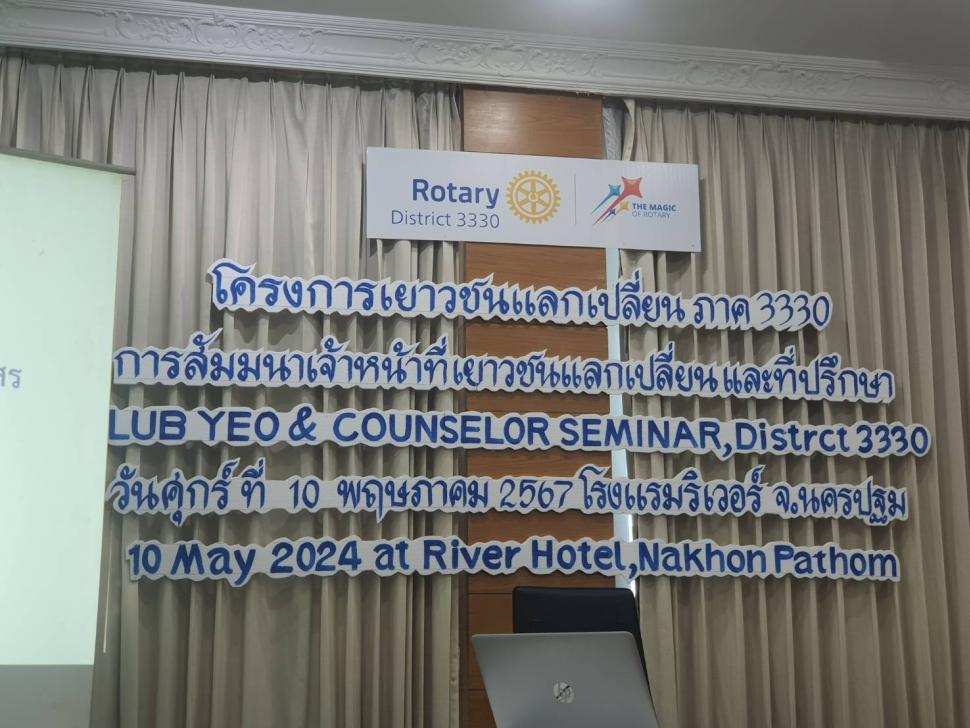 Rotary
District 3330
THE MAGIC
OF ROTARY
โครงการเยาวชนแลกเปลี่ยน ภาค 3330
การสัมมนาเจ้าหน้าที่เยาวชนแลกเปลี่ยน และที่ปรึกษา
LUB YEO & COUNSELOR SEMINAR,Distrct 3330
วันศุกร์ ที่ 10 พฤษภาคม 2567 โรงแรมริเวอร์ จ.นครปฐม
10 May 2024 at River Hotel,Nakhon Pathom
hp